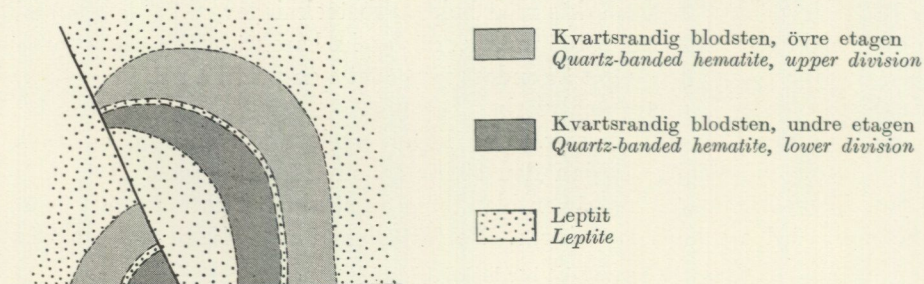 Kvartsrandig blodsten, övre etagen
Quartz-banded hematite, upper division
Kvartsrandig blodsten, undre etagen
Quartz-banded hematite, lower division
Leptit
Leptite